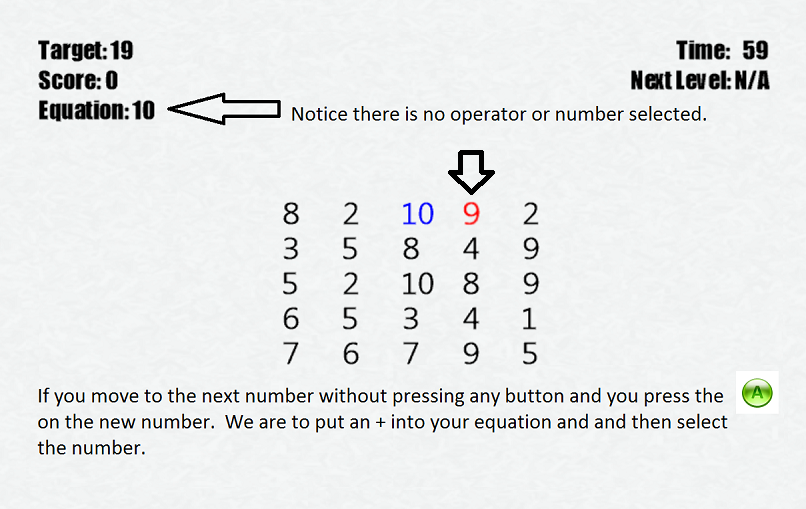 Target: 19
Time: 59
Score: 0
Next Level: N/A
Equation: 10
Notice there is no operator or number selected.
8 2 10 9 2
3 5 8 4 9
5 2 10 8 9
6 5 3 4 1
7 6 7 9 5
If you move to the next number without pressing any button and you press the A
on the new number. We are to put an + into your equation and and then select
the number.